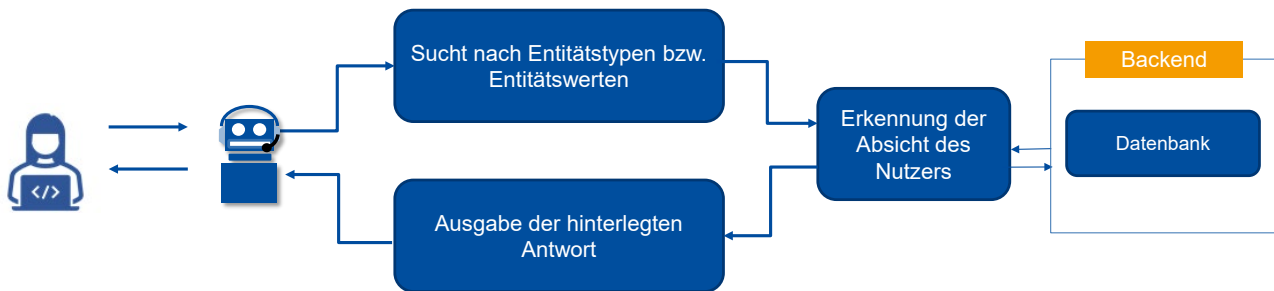 Sucht nach Entitätstypen bzw.
Entitätswerten
Backend
Erkennung der
Absicht des
Nutzers
Datenbank
</>
Ausgabe der hinterlegten
Antwort